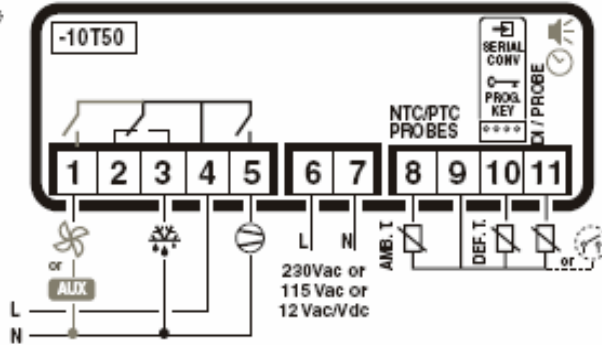 -10T50
SERIAL
CONV
PROG.
KEY
DI / PROBE
NTC/PTC
PROBES
1 2 3 4 5 6 7 8 9 10 11
or
AUX
L
N
L N
230Vac or
115 Vac or
12 Vac/Vdc
AMB. T.
DEF. T.
or